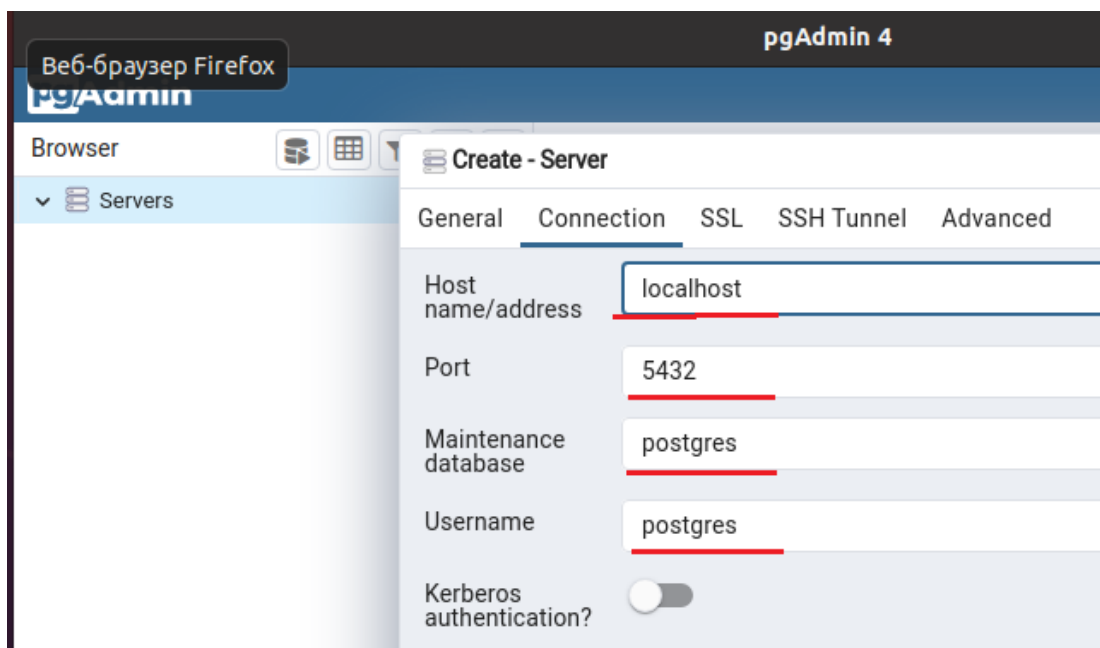 pgAdmin 4
Веб-браузер Firefox
pgAdmin
Browser
Servers
Create - Server
General Connection SSL SSH Tunnel Advanced
Host
name/address
localhost
Port
5432
Maintenance
database
postgres
Username
postgres
Kerberos
authentication?